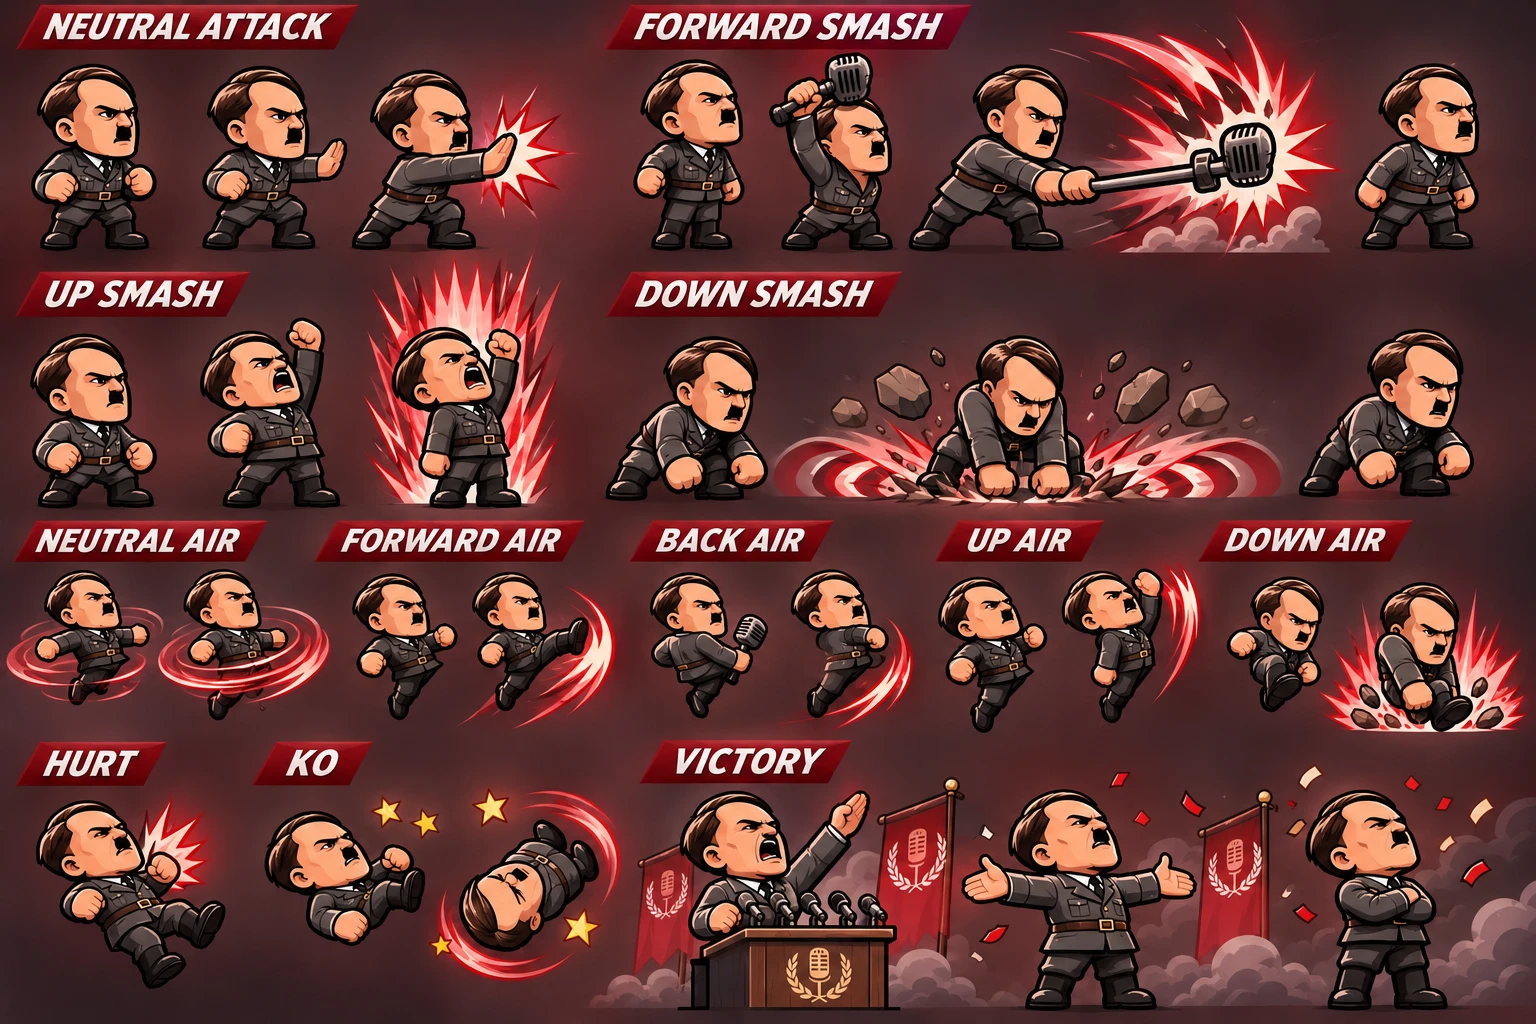 NEUTRAL ATTACK
FORWARD SMASH
UP SMASH
DOWN SMASH
NEUTRAL AIR
FORWARD AIR
BACK AIR
UP AIR
DOWN AIR
HURT
KO
VICTORY